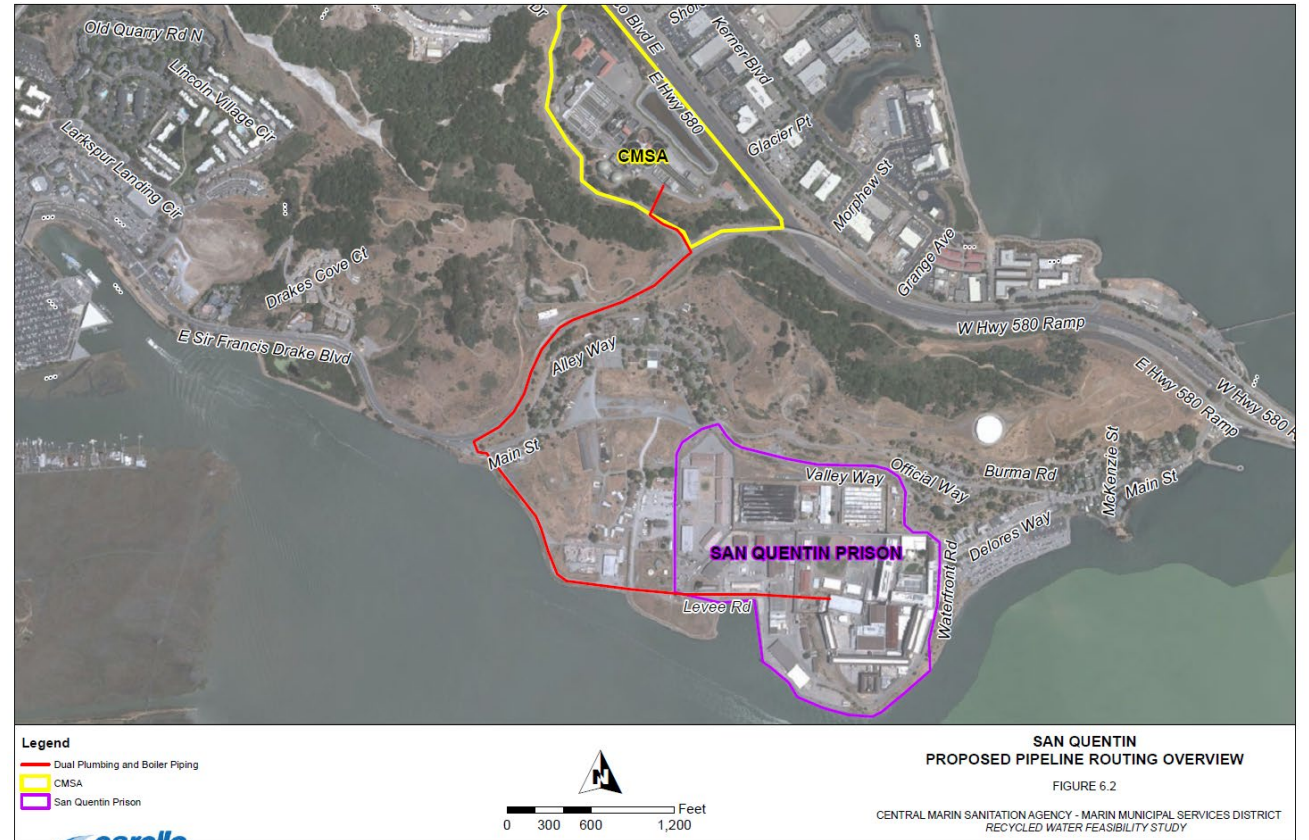 Old Quarry Rd N
Lincoln Village Cir
Larkspur Landing Cir
Dr
Blvd E
E Hwy 580
Kerner Blvd
Glacier Pt
Morphew St
Grange Ave
CMSA
Drakes Cove Ct
E Sir Francis Drake Blvd
Alley Way
W Hwy 580 Ramp
E Hwy 580 Ramp
W Hwy 580
Main St
Valley Way
Official Way
Burma Rd
McKenzie St
Main St
Delores Way
SAN QUENTIN PRISON
Waterfront Rd
Levee Rd
Legend
Dual Plumbing and Boiler Piping
CMSA
San Quentin Prison
N
Feet
0 300 600 1,200
SAN QUENTIN
PROPOSED PIPELINE ROUTING OVERVIEW
FIGURE 6.2
CENTRAL MARIN SANITATION AGENCY - MARIN MUNICIPAL SERVICES DISTRICT
RECYCLED WATER FEASIBILITY STUDY